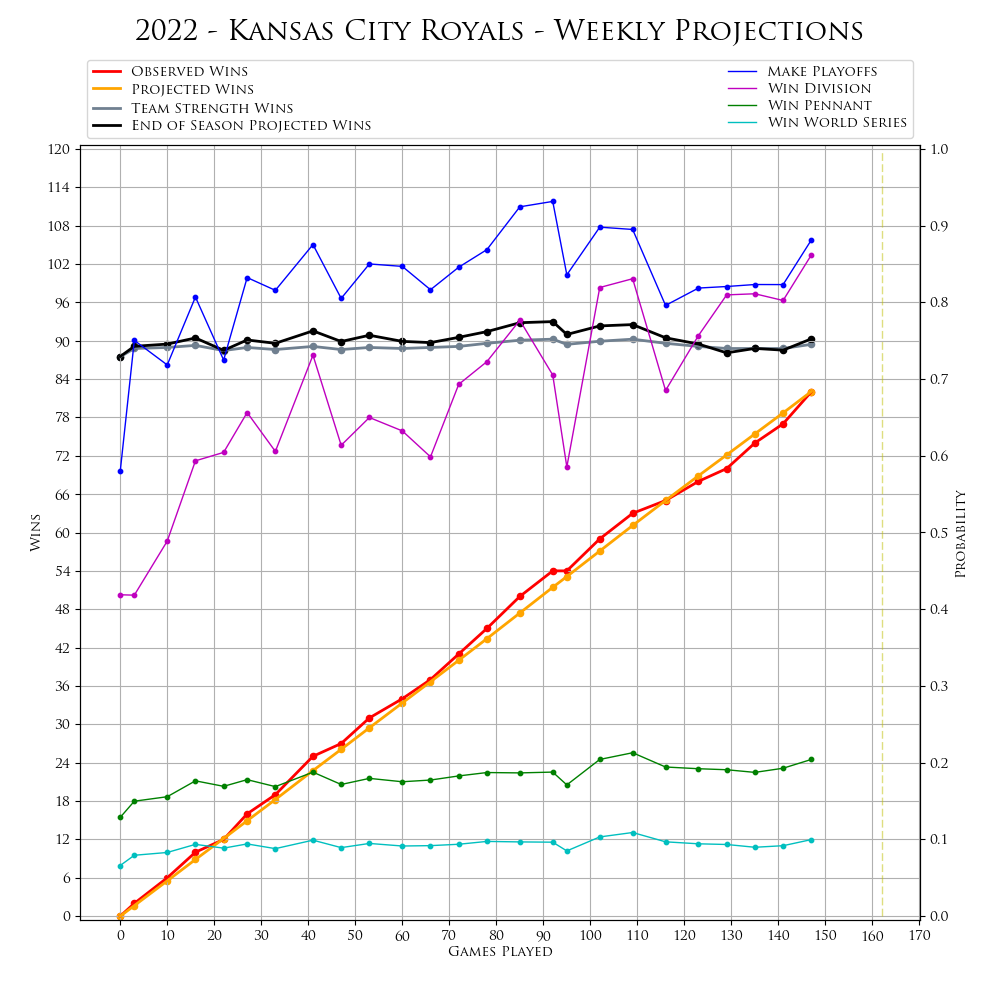 2022 - Kansas City Royals - Weekly Projections
Observed Wins
Projected Wins
Team Strength Wins
End of Season Projected Wins
Make Playoffs
Win Division
Win Pennant
Win World Series
120
114
108
102
96
90
84
78
72
66
60
54
48
42
36
30
24
18
12
6
0
Wins
1.0
0.9
0.8
0.7
0.6
0.5
0.4
0.3
0.2
0.1
0.0
Probability
0 10 20 30 40 50 60 70 80 90 100 110 120 130 140 150 160 170
Games Played